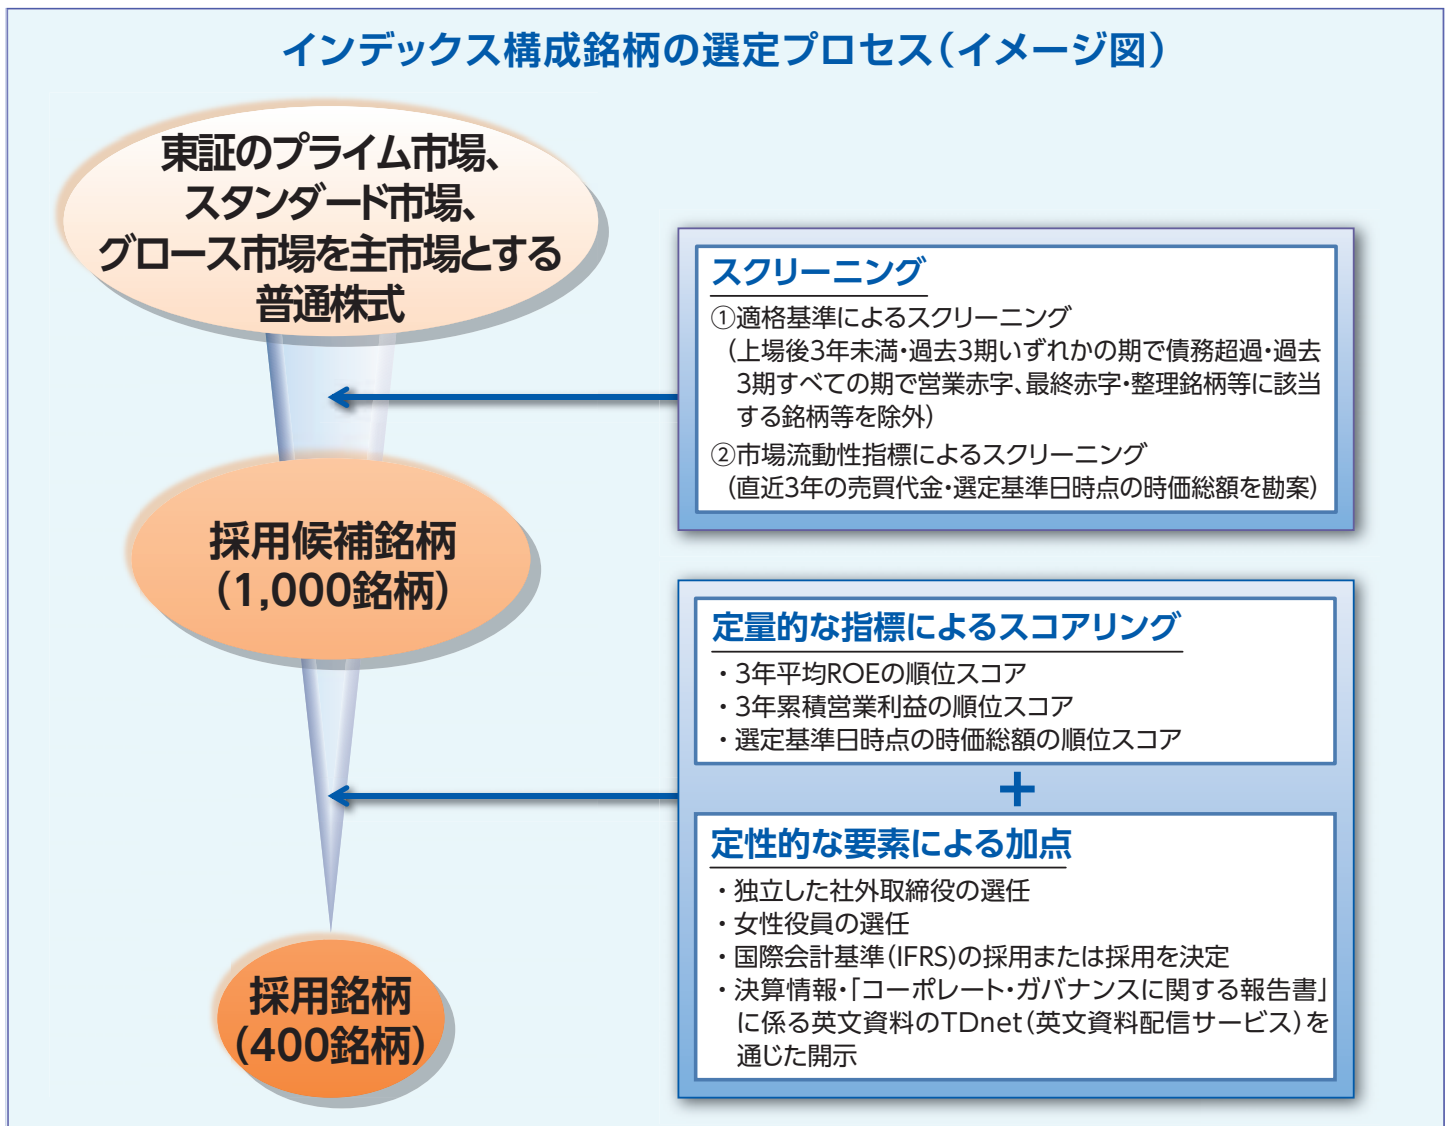 インデックス構成銘柄の選定プロセス(イメージ図)
東証のプライム市場、
スタンダード市場、
グロース市場を主市場とする
普通株式
スクリーニング
①適格基準によるスクリーニング
(上場後3年未満・過去3期いずれかの期で債務超過・過去
3期すべての期で営業赤字、最終赤字・整理銘柄等に該当
する銘柄等を除外)
②市場流動性指標によるスクリーニング
(直近3年の売買代金・選定基準日時点の時価総額を勘案)
採用候補銘柄
(1,000銘柄)
定量的な指標によるスコアリング
・3年平均ROEの順位スコア
・3年累積営業利益の順位スコア
・選定基準日時点の時価総額の順位スコア
+
定性的な要素による加点
・独立した社外取締役の選任
・女性役員の選任
・国際会計基準(IFRS)の採用または採用を決定
・決算情報・「コーポレート・ガバナンスに関する報告書」
に係る英文資料のTDnet(英文資料配信サービス)を
通じた開示
採用銘柄
(400銘柄)